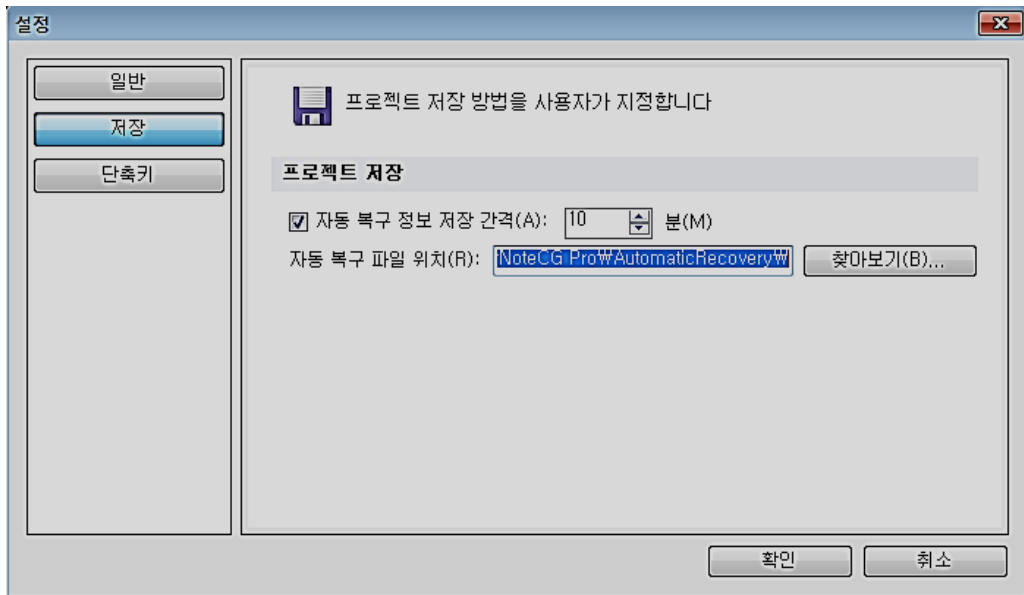 설정
일반
저장
단축키
프로젝트 저장 방법을 사용자가 지정합니다
프로젝트 저장
자동 복구 정보 저장 간격(A): 10 분(M)
자동 복구 파일 위치(R): NoteCG Pro₩AutomaticRecovery₩ 찾아보기(B)...
확인 취소